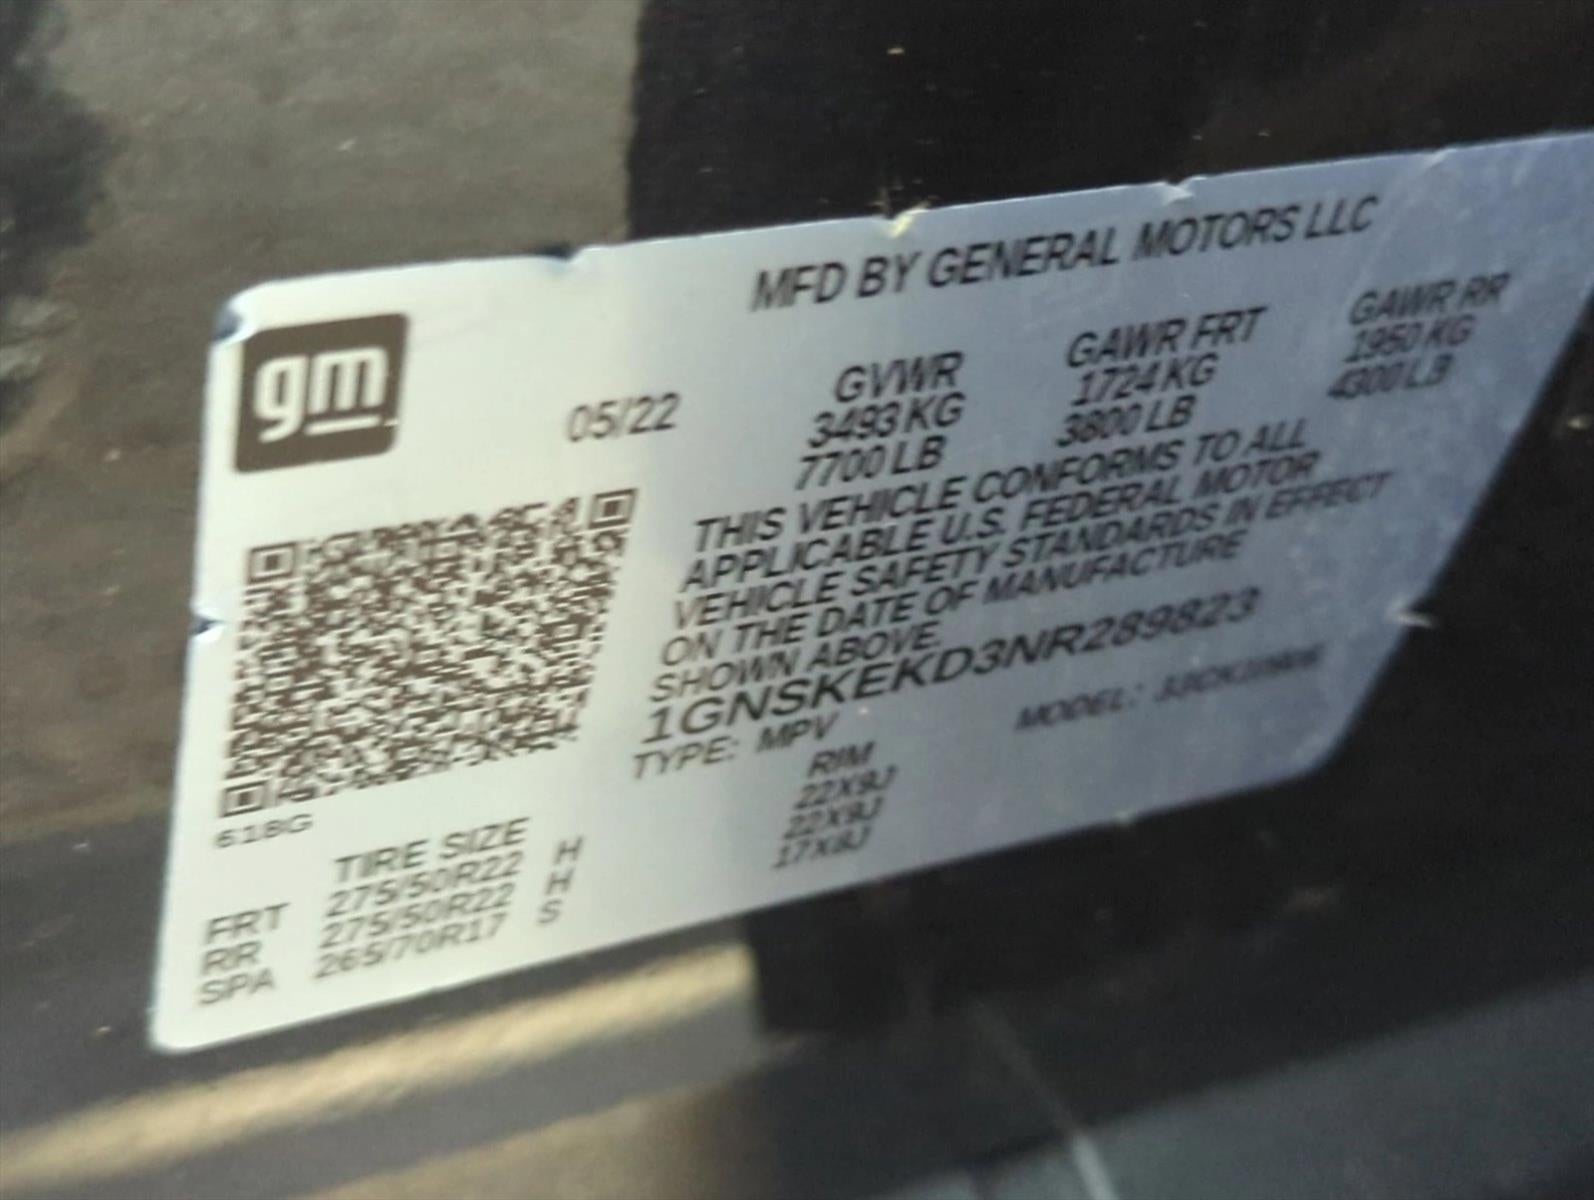 MFD BY GENERAL MOTORS LLC
gm
05/22
GVWR GAWR FRT GAWR RR
3493 KG 1724 KG 1950 KG
7700 LB 3800 LB 4300 LB
THIS VEHICLE CONFORMS TO ALL
APPLICABLE U.S. FEDERAL MOTOR
VEHICLE SAFETY STANDARDS IN EFFECT
ON THE DATE OF MANUFACTURE
SHOWN ABOVE.
1GNSKEKD3NR289823
TYPE: MPV MODEL:
618G
TIRE SIZE RIM
FRT 275/50R22 H 22X9J
RR 275/50R22 H 22X9J
SPA 265/70R17 S 17X8J